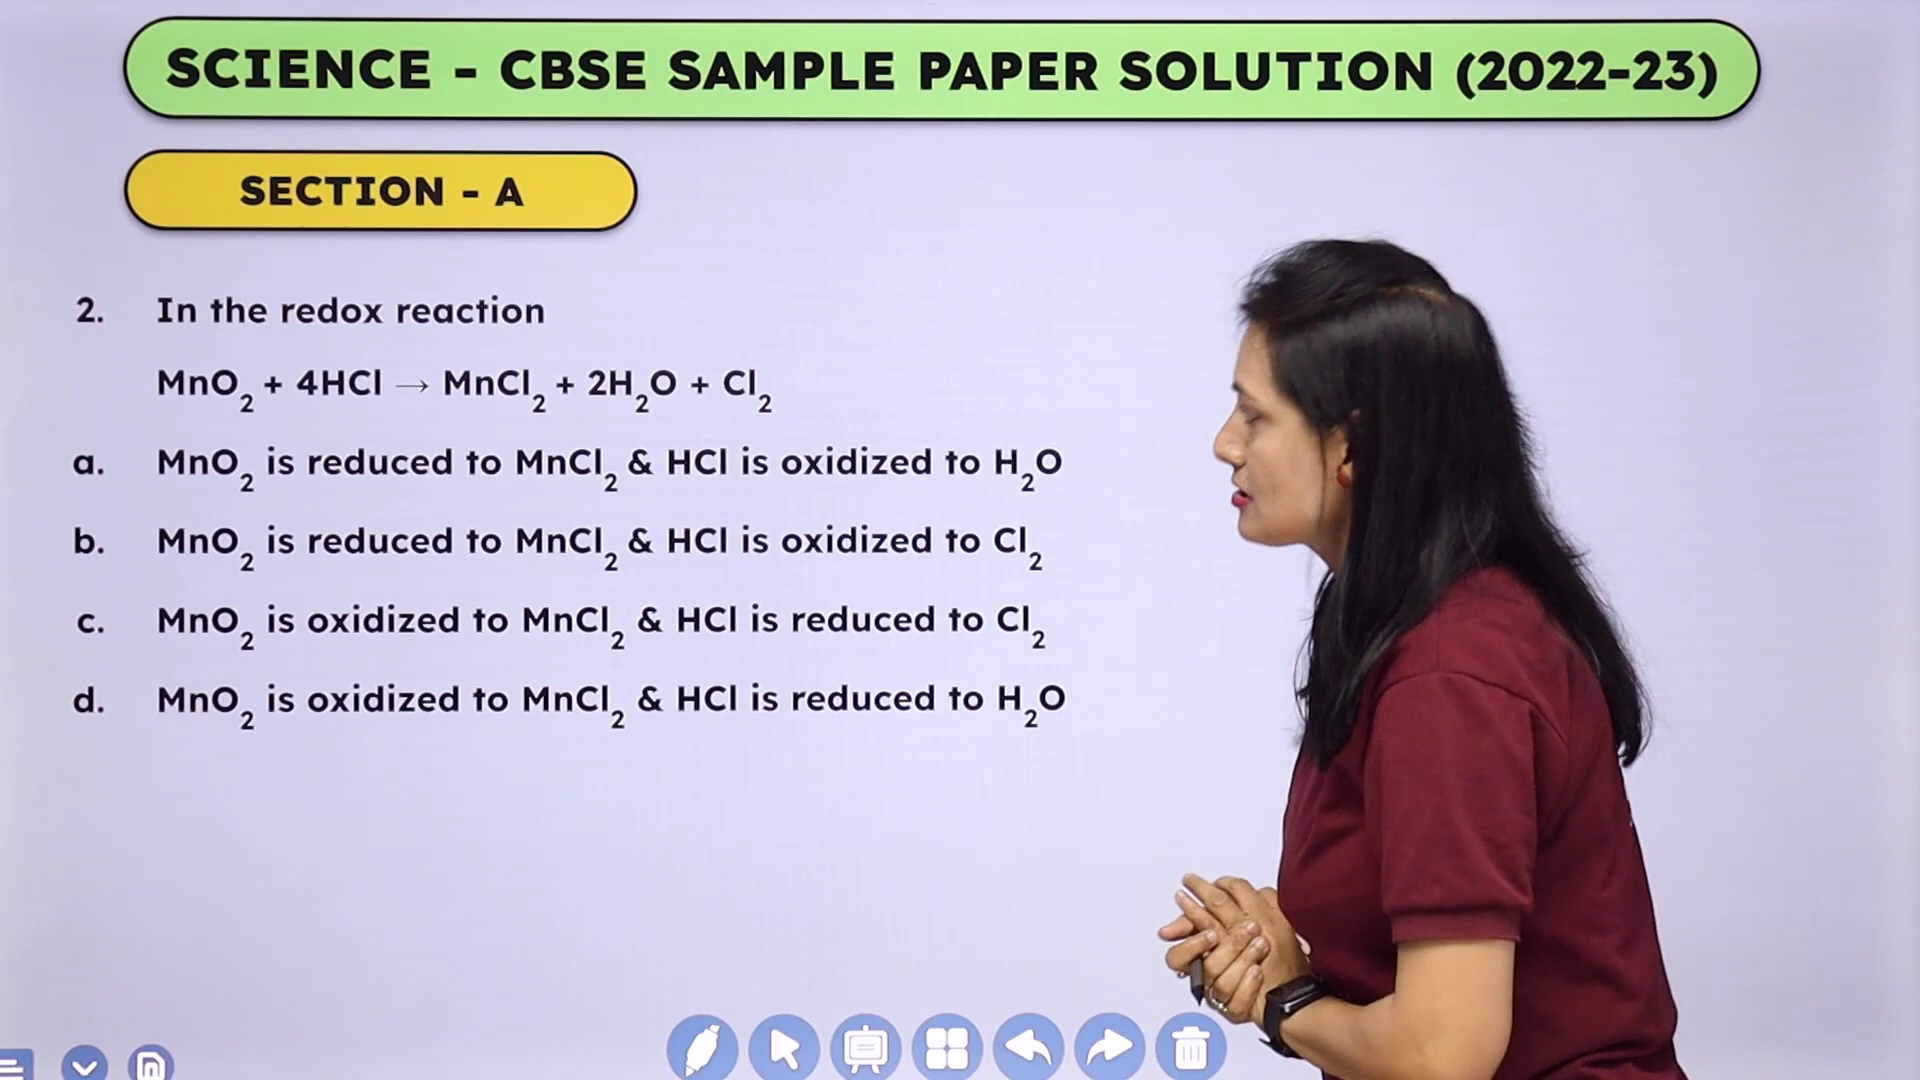 SCIENCE - CBSE SAMPLE PAPER SOLUTION (2022-23)
SECTION - A
2. In the redox reaction
MnO₂ + 4HCl → MnCl₂ + 2H₂O + Cl₂
a. MnO₂ is reduced to MnCl₂ & HCl is oxidized to H₂O
b. MnO₂ is reduced to MnCl₂ & HCl is oxidized to Cl₂
c. MnO₂ is oxidized to MnCl₂ & HCl is reduced to Cl₂
d. MnO₂ is oxidized to MnCl₂ & HCl is reduced to H₂O